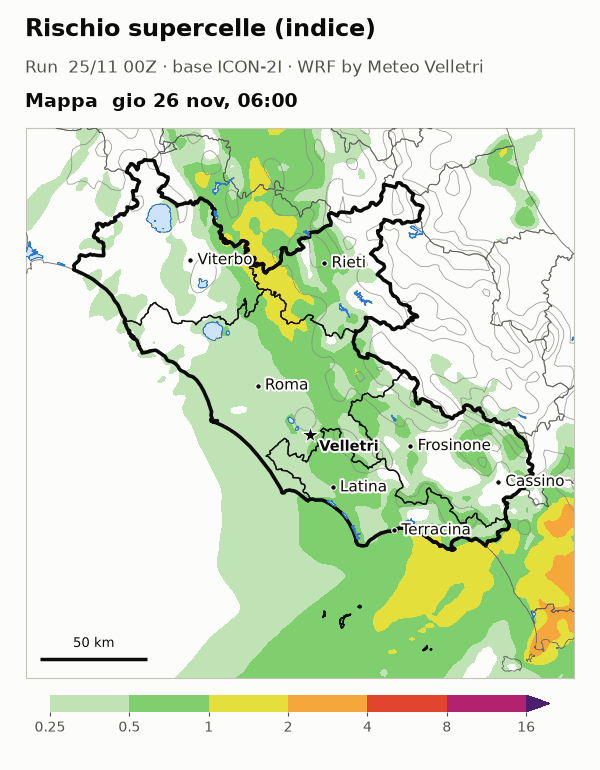 Rischio supercelle (indice)
Run  25/11 00Z · base ICON-2I · WRF by Meteo Velletri
Mappa  gio 26 nov, 06:00
Viterbo
Rieti
Roma
Velletri
Frosinone
Latina
Cassino
Terracina
50 km
0.25 0.5 1 2 4 8 16